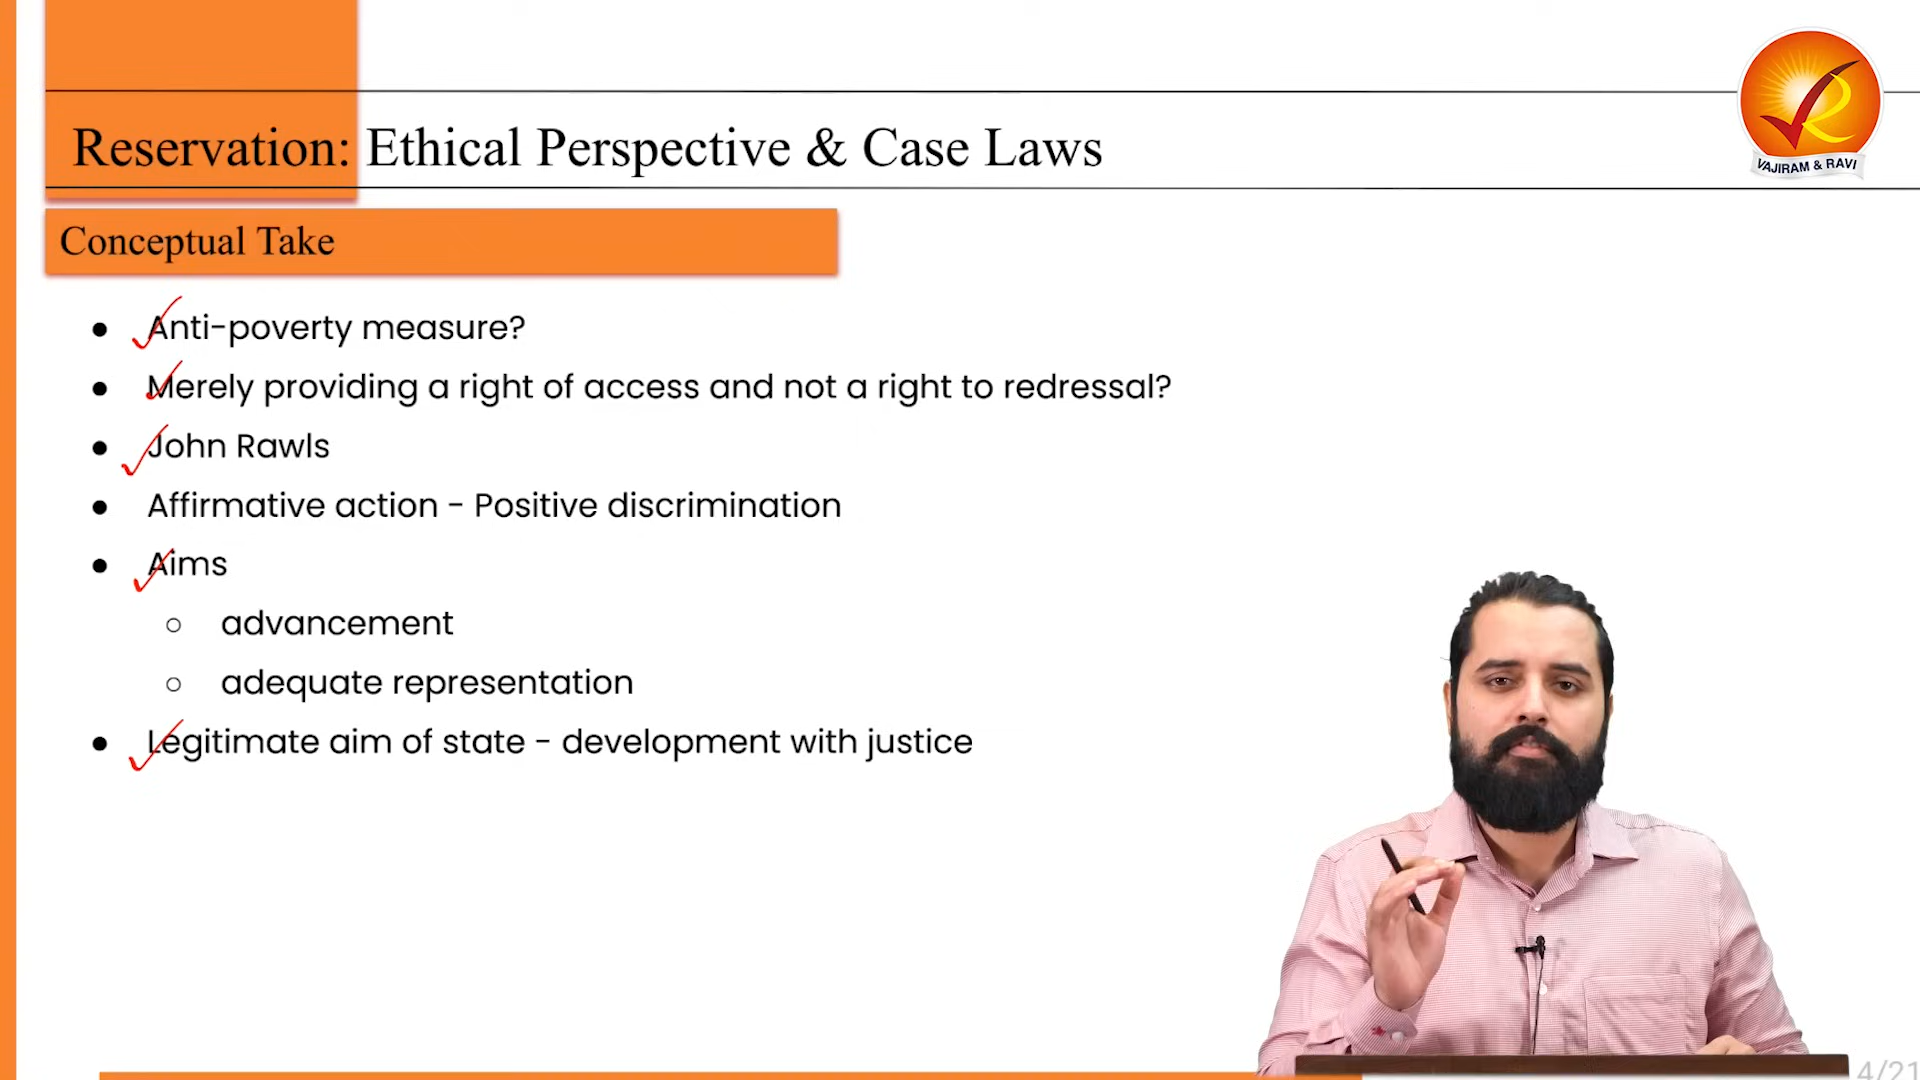 Reservation: Ethical Perspective & Case Laws
VAJIRAM & RAVI
Conceptual Take
● Anti-poverty measure?
● Merely providing a right of access and not a right to redressal?
● John Rawls
● Affirmative action - Positive discrimination
● Aims
○ advancement
○ adequate representation
● Legitimate aim of state - development with justice
4/21